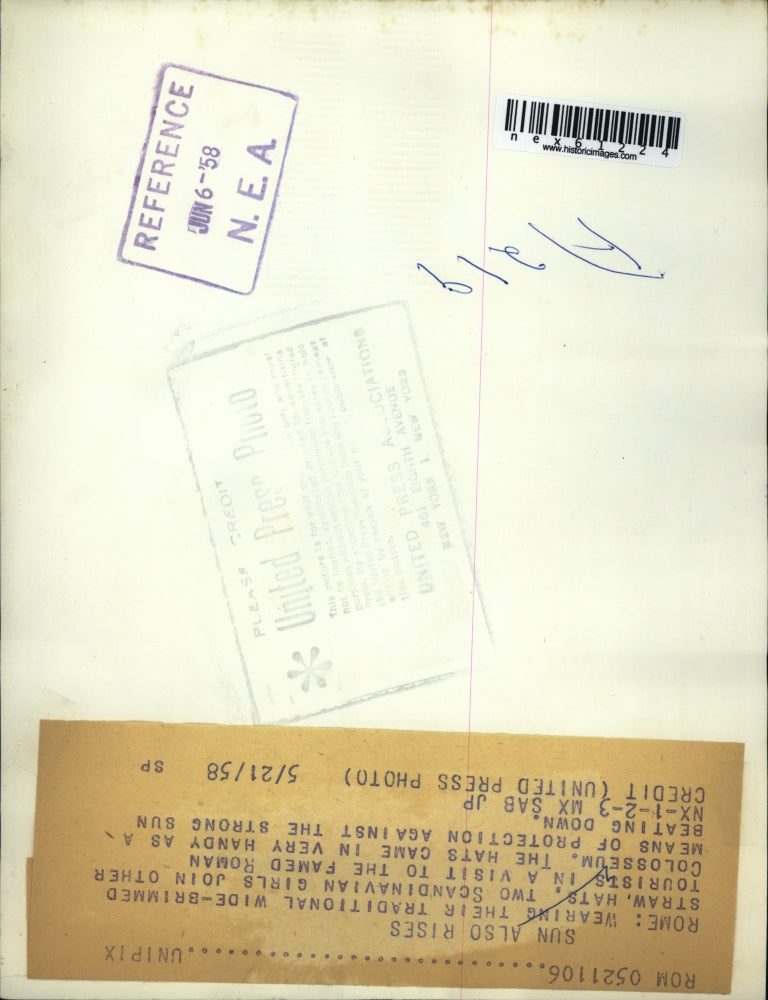 REFERENCE
JUN 6-'58
N. E. A.
nex61224
www.historicimages.com
PLEASE CREDIT
United Press Photo
UNITED PRESS ASSOCIATIONS
461 EIGHTH AVENUE
NEW YORK 1 NEW YORK
ROM 0521106..............................UNIPIX
SUN ALSO RISES
ROME: WEARING THEIR TRADITIONAL WIDE-BRIMMED
STRAW HATS, TWO SCANDINAVIAN GIRLS JOIN OTHER
TOURISTS IN A VISIT TO THE FAMED ROMAN
COLOSSEUM. THE HATS CAME IN VERY HANDY AS A
MEANS OF PROTECTION AGAINST THE STRONG SUN
BEATING DOWN.
NX-1-2-3 MX SAB JP
CREDIT (UNITED PRESS PHOTO) 5/21/58 SP